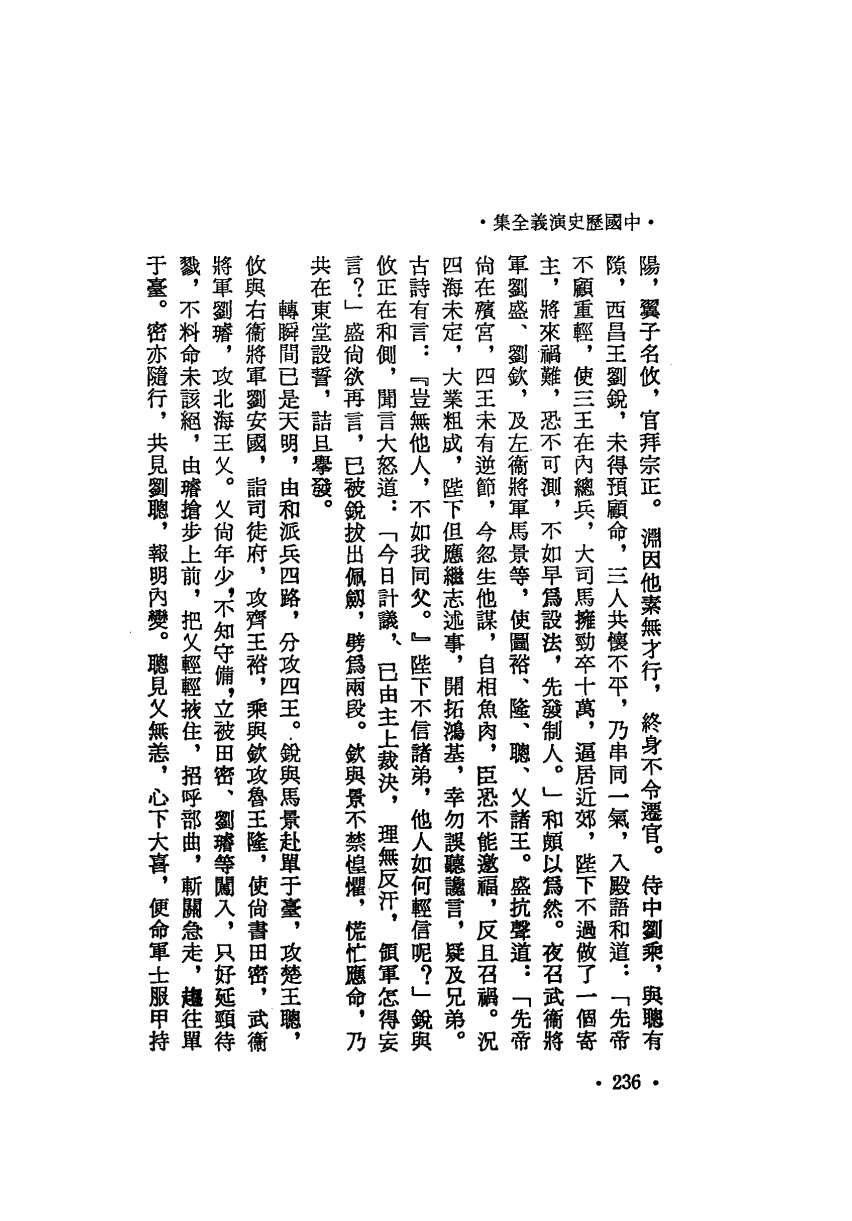 ・集全義演史歷國中・
陽，翼子名攸，官拜宗正。淵因他素無才行，終身不令遷官。侍中劉乘，與聰有
隙，西昌王劉銳，未得預顧命，三人共懷不平，乃串同一氣，入殿語和道：「先帝
不顧重輕，使三王在內總兵，大司馬擁勁卒十萬，逼居近郊，陛下不過做了一個寄
主，將來禍難，恐不可測，不如早爲設法，先發制人。」和頗以爲然。夜召武衞將
軍劉盛、劉欽，及左衞將軍馬景等，使圖裕、隆、聰、乂諸王。盛抗聲道：「先帝
尙在殯宮，四王未有逆節，今忽生他謀，自相魚肉，臣恐不能邀福，反且召禍。況
四海未定，大業粗成，陛下但應繼志述事，開拓鴻基，幸勿誤聽讒言，疑及兄弟。
古詩有言：『豈無他人，不如我同父。』陛下不信諸弟，他人如何輕信呢？」銳與
攸正在和側，聞言大怒道：「今日計議、已由主上裁決，理無反汗，領軍怎得妄
言？」盛尙欲再言，已被銳拔出佩劔，劈爲兩段。欽與景不禁惶懼，慌忙應命，乃
共在東堂設誓，詰旦舉發。
轉瞬間已是天明，由和派兵四路，分攻四王。銳與馬景赴單于臺，攻楚王聰，
攸與右衞將軍劉安國，詣司徒府，攻齊王裕，乘與欽攻魯王隆，使尙書田密，武衞
將軍劉璿，攻北海王乂。乂尙年少，不知守備，立被田密、劉璿等闖入，只好延頸待
戮，不料命未該絕，由璿搶步上前，把乂輕輕掖住，招呼部曲，斬關急走，趨往單
于臺。密亦隨行，共見劉聰，報明內變。聰見乂無恙，心下大喜，便命軍士服甲持
・236・